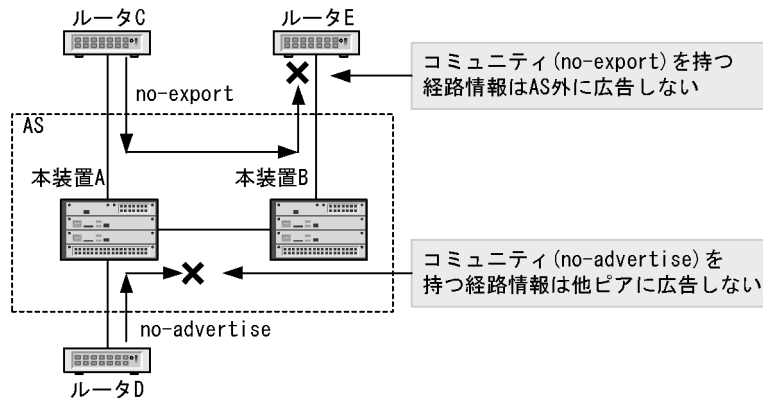 ルータC
ルータE
コミュニティ(no-export)を持つ
経路情報はAS外に広告しない
no-export
AS
本装置A
本装置B
コミュニティ(no-advertise)を
持つ経路情報は他ピアに広告しない
no-advertise
ルータD